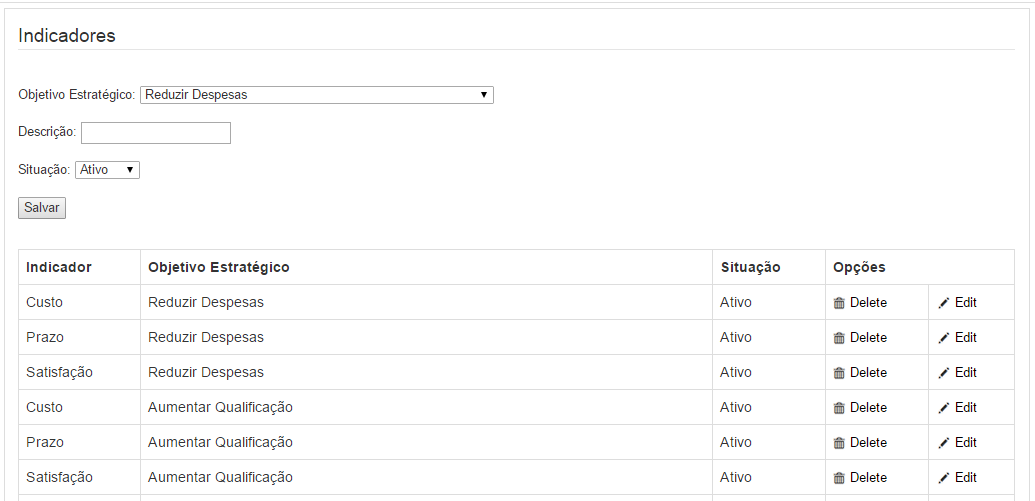 Indicadores
Objetivo Estratégico: Reduzir Despesas
Descrição:
Situação: Ativo
Salvar
Indicador Objetivo Estratégico Situação Opções
Custo Reduzir Despesas Ativo Delete Edit
Prazo Reduzir Despesas Ativo Delete Edit
Satisfação Reduzir Despesas Ativo Delete Edit
Custo Aumentar Qualificação Ativo Delete Edit
Prazo Aumentar Qualificação Ativo Delete Edit
Satisfação Aumentar Qualificação Ativo Delete Edit